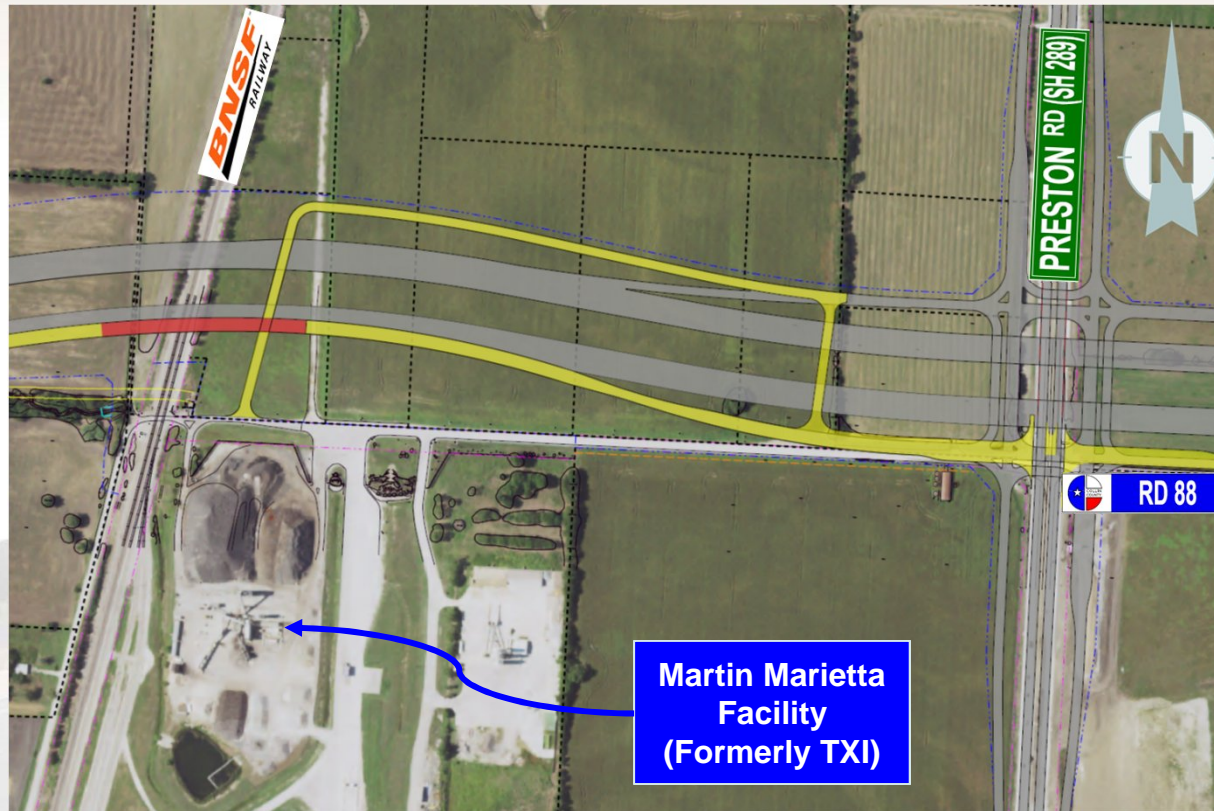 BNSF
RAILWAY
PRESTON RD (SH 289)
N
RD 88
Martin Marietta
Facility
(Formerly TXI)